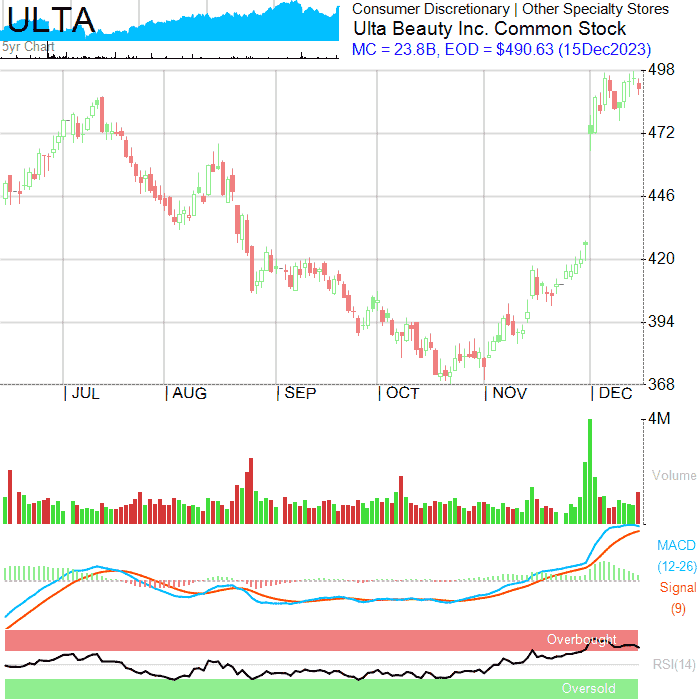 ULTA
5yr Chart
Consumer Discretionary | Other Specialty Stores
Ulta Beauty Inc. Common Stock
MC = 23.8B, EOD = $490.63 (15Dec2023)
498
472
446
420
394
368
JUL
AUG
SEP
OCT
NOV
DEC
4M
Volume
MACD
(12-26)
Signal
(9)
Overbought
RSI(14)
Oversold